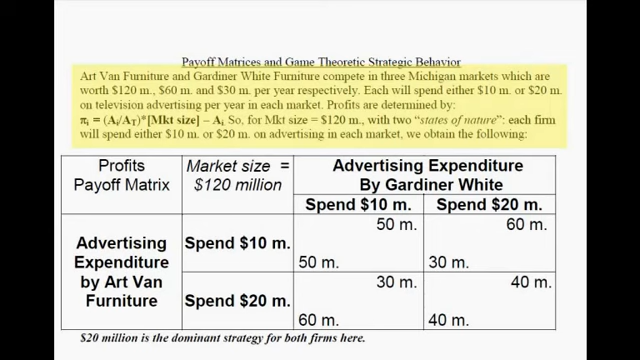 Payoff Matrices and Game Theoretic Strategic Behavior
Art Van Furniture and Gardiner White Furniture compete in three Michigan markets which are
worth $120 m., $60 m. and $30 m. per year respectively. Each will spend either $10 m. or $20 m.
on television advertising per year in each market. Profits are determined by:
πi = (Ai/AT)*[Mkt size] – Ai So, for Mkt size = $120 m., with two "states of nature": each firm
will spend either $10 m. or $20 m. on advertising in each market, we obtain the following:
Profits
Payoff Matrix
Market size =
$120 million
Advertising Expenditure
By Gardiner White
Spend $10 m.
Spend $20 m.
Advertising
Expenditure
by Art Van
Furniture
Spend $10 m.
50 m.
50 m.
60 m.
30 m.
Spend $20 m.
30 m.
60 m.
40 m.
40 m.
$20 million is the dominant strategy for both firms here.